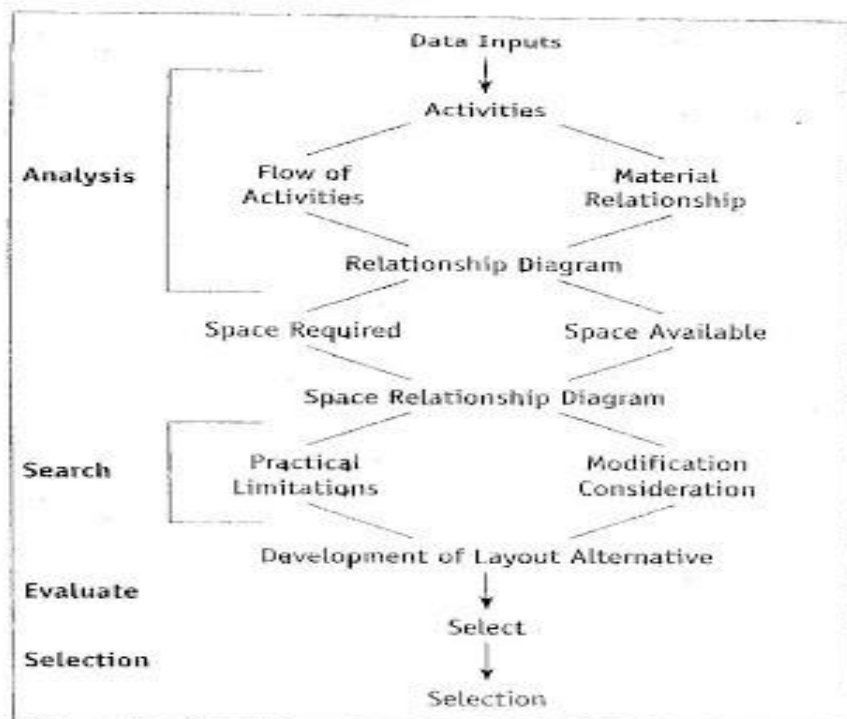 Data Inputs
Activities
Analysis
Flow of
Activities
Material
Relationship
Relationship Diagram
Space Required
Space Available
Space Relationship Diagram
Search
Practical
Limitations
Modification
Consideration
Development of Layout Alternative
Evaluate
Select
Selection
Selection